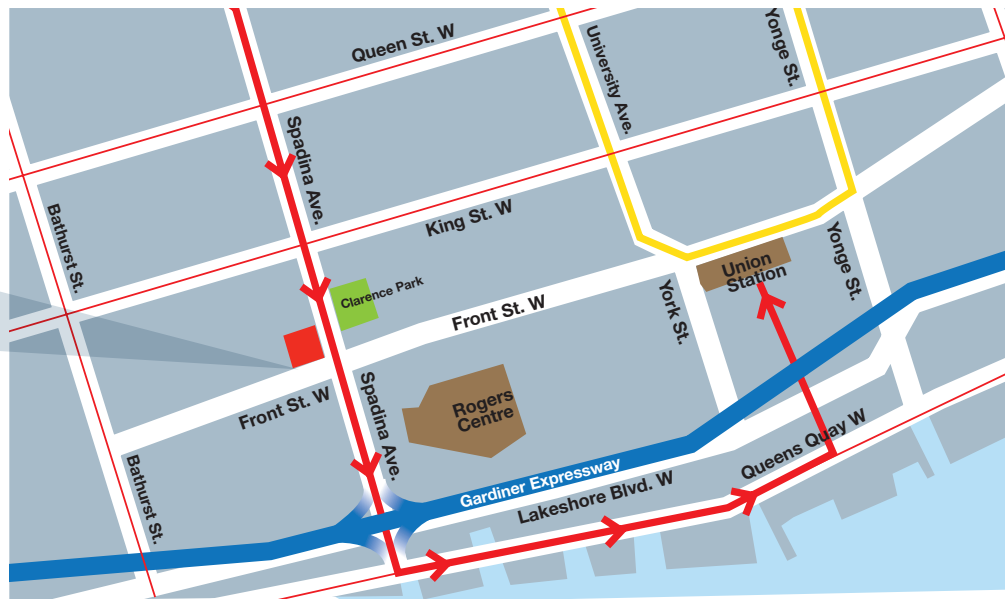 Queen St. W
University Ave.
Yonge St.
Spadina Ave.
King St. W
Bathurst St.
Clarence Park
Union
Station
Yonge St.
York St.
Front St. W
Front St. W
Spadina Ave.
Rogers
Centre
Bathurst St.
Gardiner Expressway
Lakeshore Blvd. W
Queens Quay W